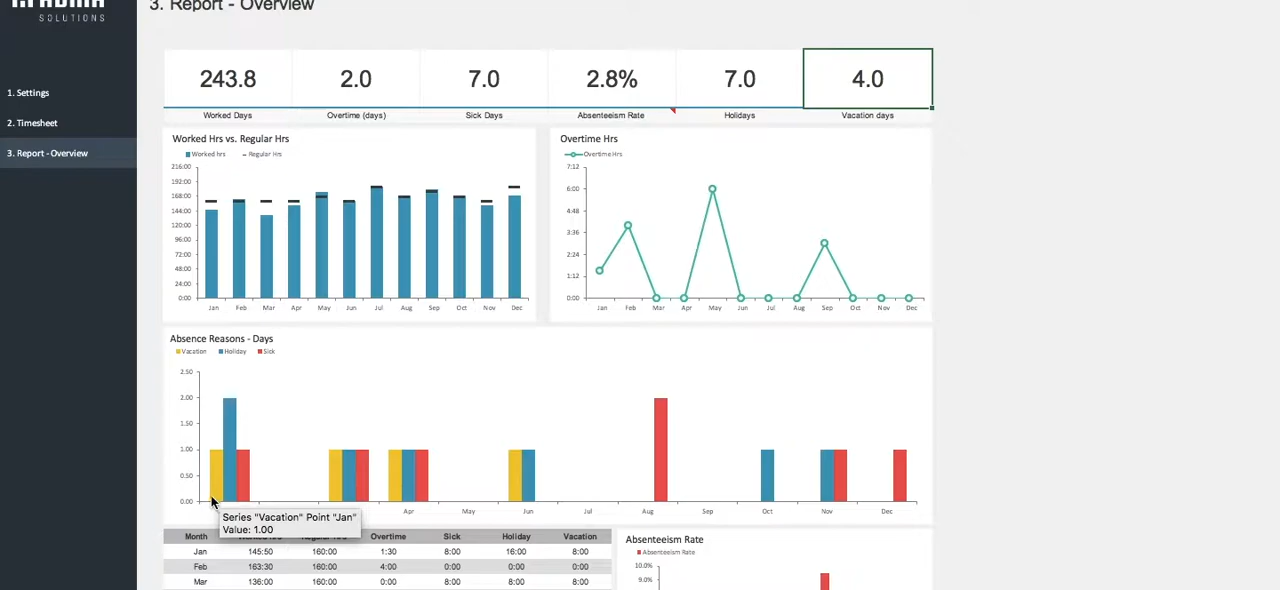 SOLUTIONS
3. Report - Overview
1. Settings
2. Timesheet
3. Report - Overview
243.8 2.0 7.0 2.8% 7.0 4.0
Worked Days Overtime (days) Sick Days Absenteeism Rate Holidays Vacation days
Worked Hrs vs. Regular Hrs
Worked hrs Regular Hrs
216:00
192:00
168:00
144:00
120:00
96:00
72:00
48:00
24:00
0:00
Jan Feb Mar Apr May Jun Jul Aug Sep Oct Nov Dec
Overtime Hrs
Overtime Hrs
7:12
6:00
4:48
3:36
2:24
1:12
0:00
Jan Feb Mar Apr May Jun Jul Aug Sep Oct Nov Dec
Absence Reasons - Days
Vacation Holiday Sick
2.50
2.00
1.50
1.00
0.50
0.00
Apr May Jun Jul Aug Sep Oct Nov Dec
Series "Vacation" Point "Jan"
Value: 1.00
Month Overtime Sick Holiday Vacation
Jan 145:50 160:00 1:30 8:00 16:00 8:00
Feb 163:30 160:00 4:00 0:00 0:00 0:00
Mar 136:00 160:00 0:00 8:00 8:00 8:00
Absenteeism Rate
Absenteeism Rate
10.0%
9.0%